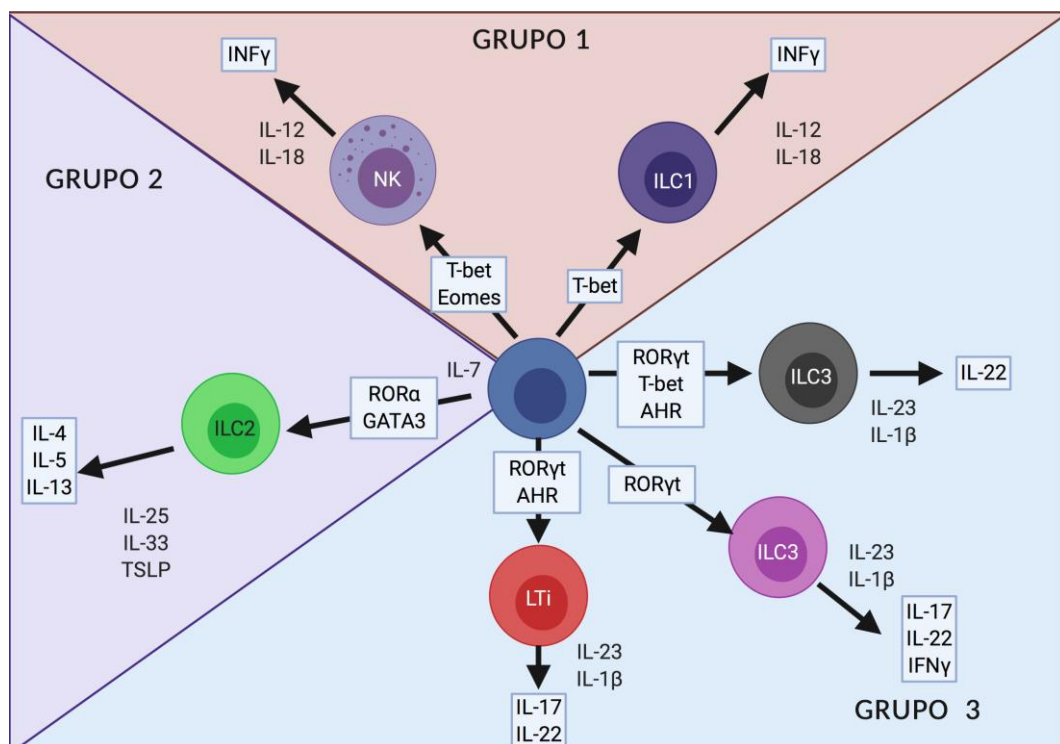 GRUPO 1
INFγ
IL-12
IL-18
NK
T-bet
Eomes
INFγ
IL-12
IL-18
ILC1
T-bet
GRUPO 2
IL-7
RORα
GATA3
ILC2
IL-4
IL-5
IL-13
IL-25
IL-33
TSLP
RORγt
T-bet
AHR
ILC3
IL-22
IL-23
IL-1β
RORγt
ILC3
IL-23
IL-1β
IL-17
IL-22
IFNγ
RORγt
AHR
LTi
IL-23
IL-1β
IL-17
IL-22
GRUPO 3